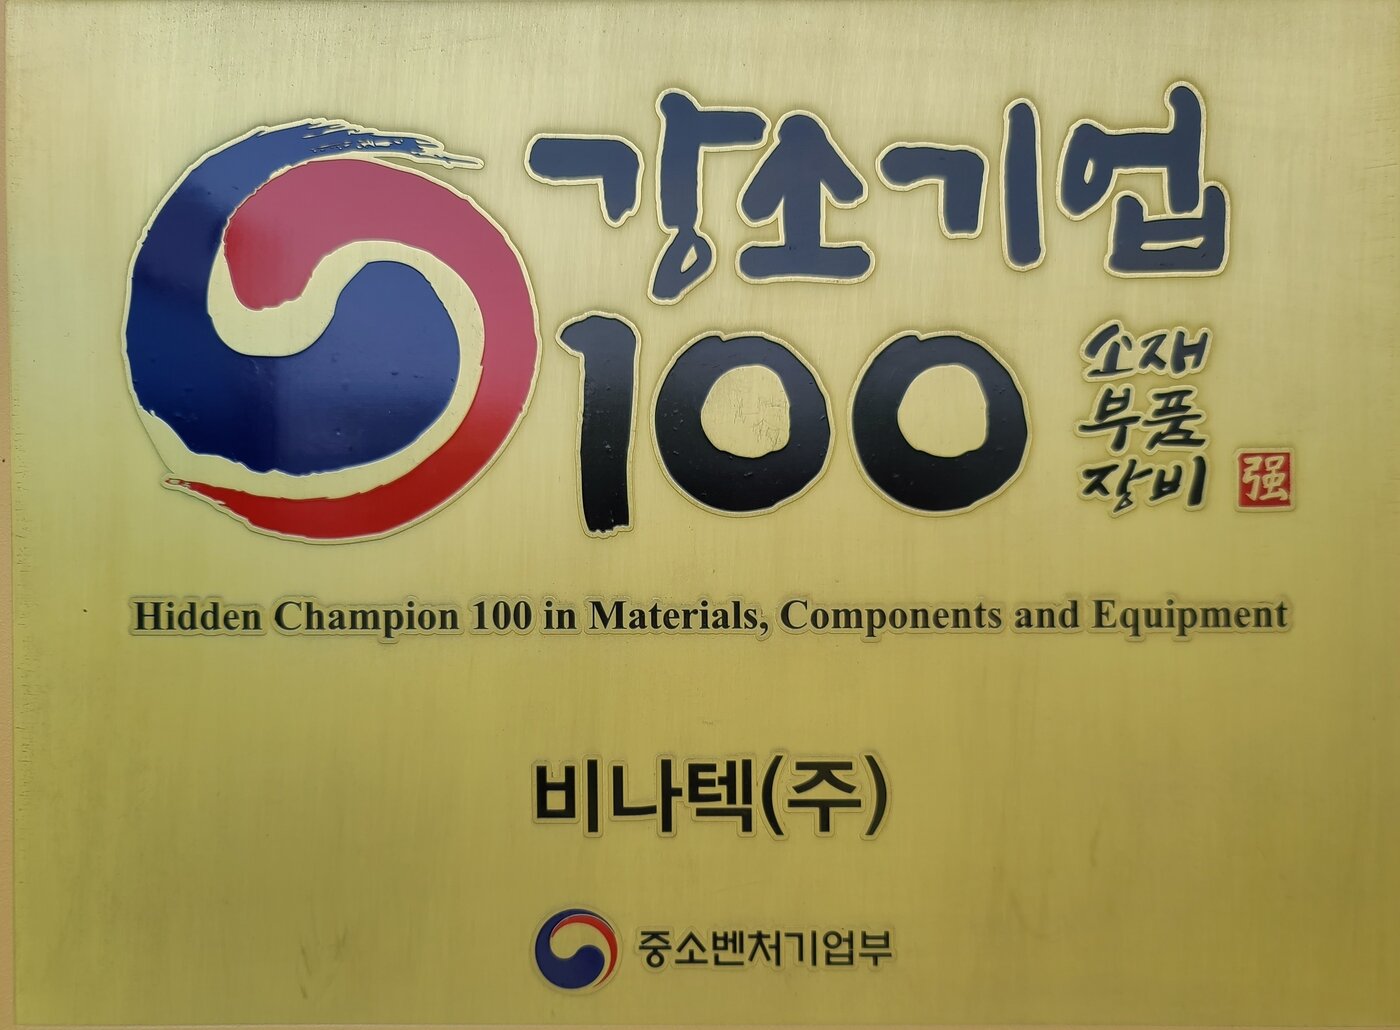 강소기업
100
소재
부품
장비
强
Hidden Champion 100 in Materials, Components and Equipment
비나텍(주)
중소벤처기업부